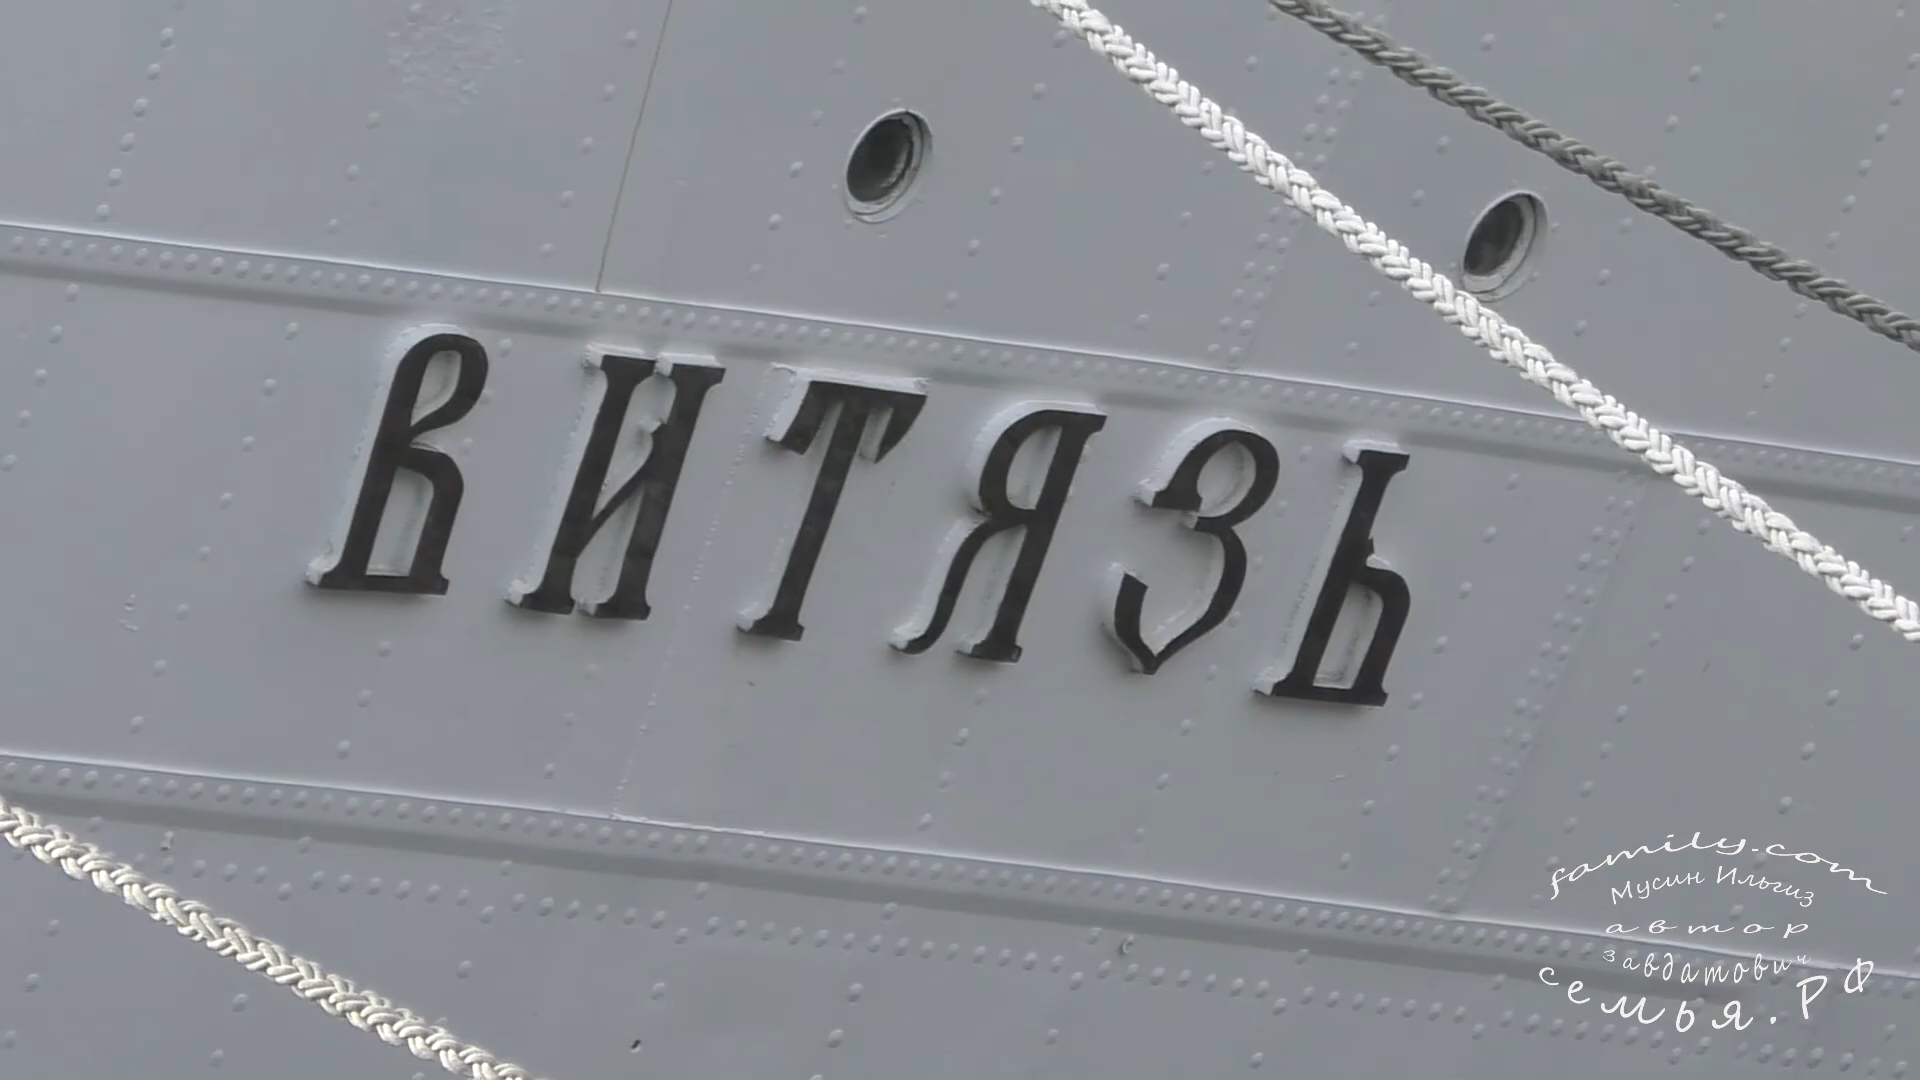 ВИТЯЗЬ
family.com
Мусин Ильгиз
автор
Завдатович
семья.РФ